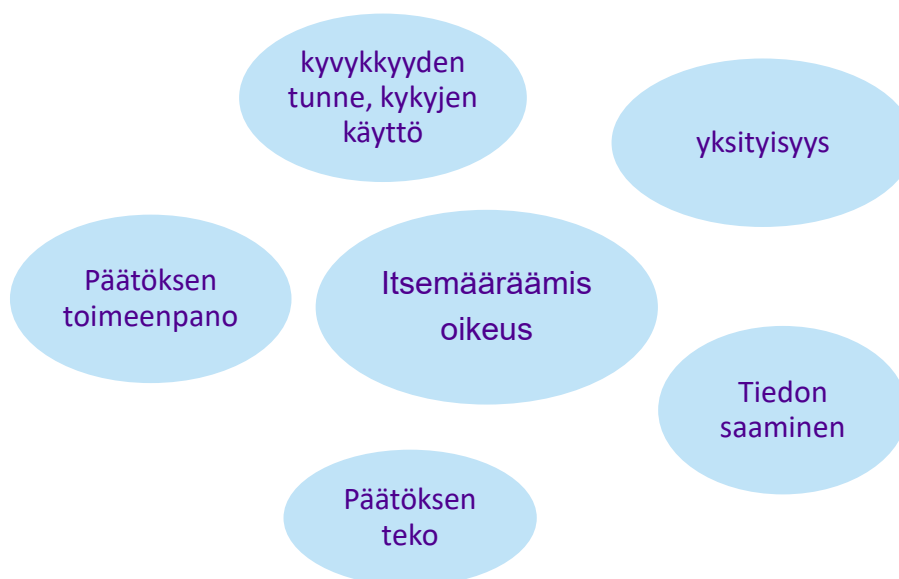 kyvykkyyden
tunne, kykyjen
käyttö
yksityisyys
Päätöksen
toimeenpano
Itsemääräämis
oikeus
Tiedon
saaminen
Päätöksen
teko